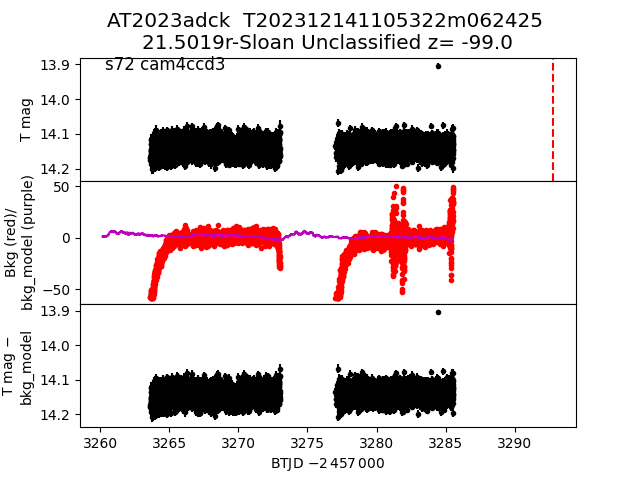 AT2023adck T2023121411053​22m062425
21.5019r-Sloan Unclassified z= -99.0
s72 cam4ccd3
T mag
13.9
14.0
14.1
14.2
Bkg (red)/
bkg_model (purple)
50
0
−50
T mag −
bkg_model
13.9
14.0
14.1
14.2
3260 3265 3270 3275 3280 3285 3290
BTJD −2 457 000